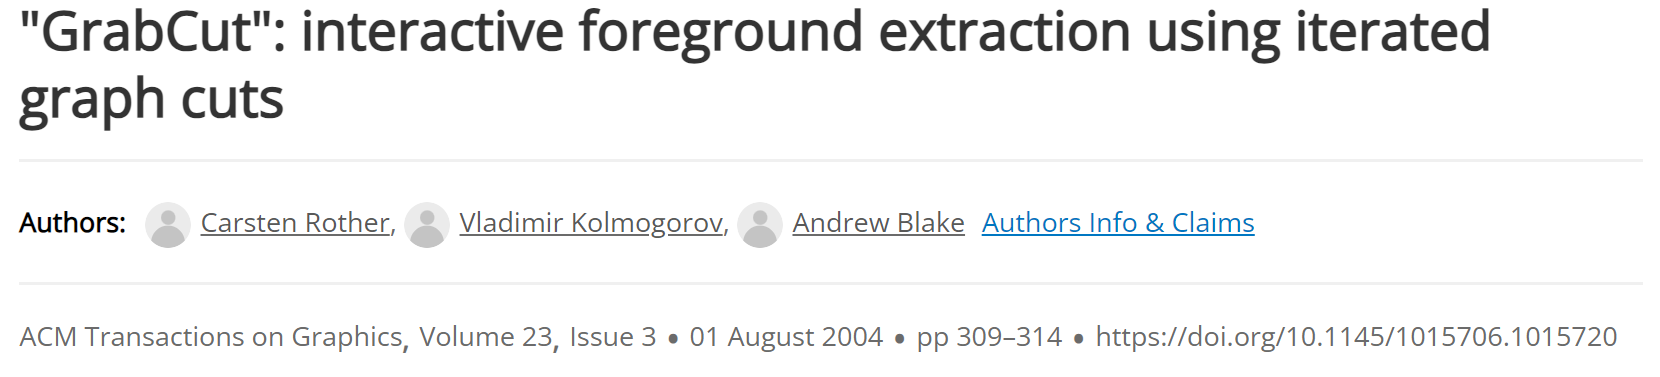 "GrabCut": interactive foreground extraction using iterated
graph cuts
Authors: Carsten Rother, Vladimir Kolmogorov, Andrew Blake Authors Info & Claims
ACM Transactions on Graphics, Volume 23, Issue 3 • 01 August 2004 • pp 309–314 • https://doi.org/10.1145/1015706.1015720